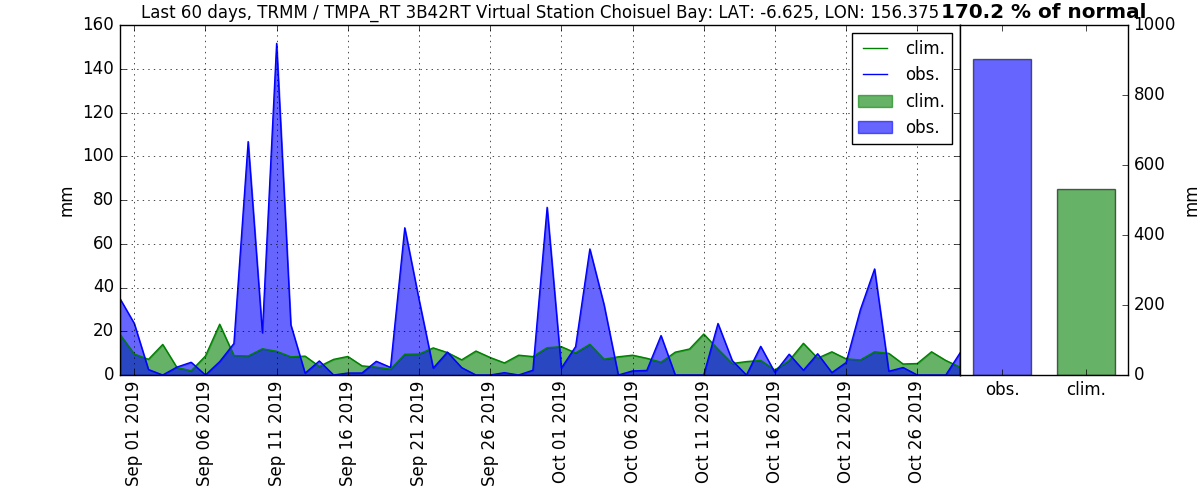 Last 60 days, TRMM / TMPA_RT 3B42RT Virtual Station Choisuel Bay: LAT: -6.625, LON: 156.375
170.2 % of normal
160
140
120
100
80
60
40
20
0
mm
clim.
obs.
clim.
obs.
1000
800
600
400
200
0
mm
Sep 01 2019
Sep 06 2019
Sep 11 2019
Sep 16 2019
Sep 21 2019
Sep 26 2019
Oct 01 2019
Oct 06 2019
Oct 11 2019
Oct 16 2019
Oct 21 2019
Oct 26 2019
obs.
clim.